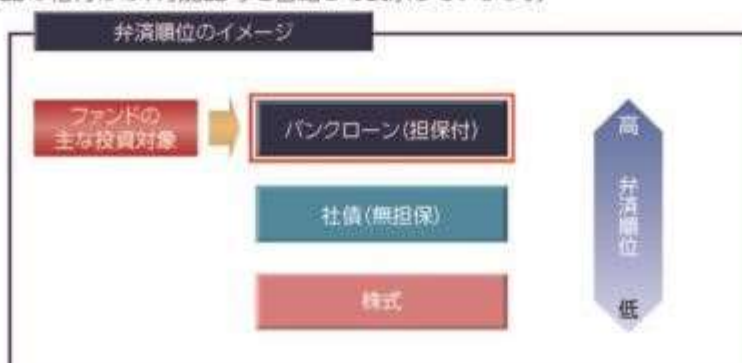 弁済順位のイメージ
ファンドの
主な投資対象
バンクローン(担保付)
高
社債(無担保)
弁済順位
株式
低